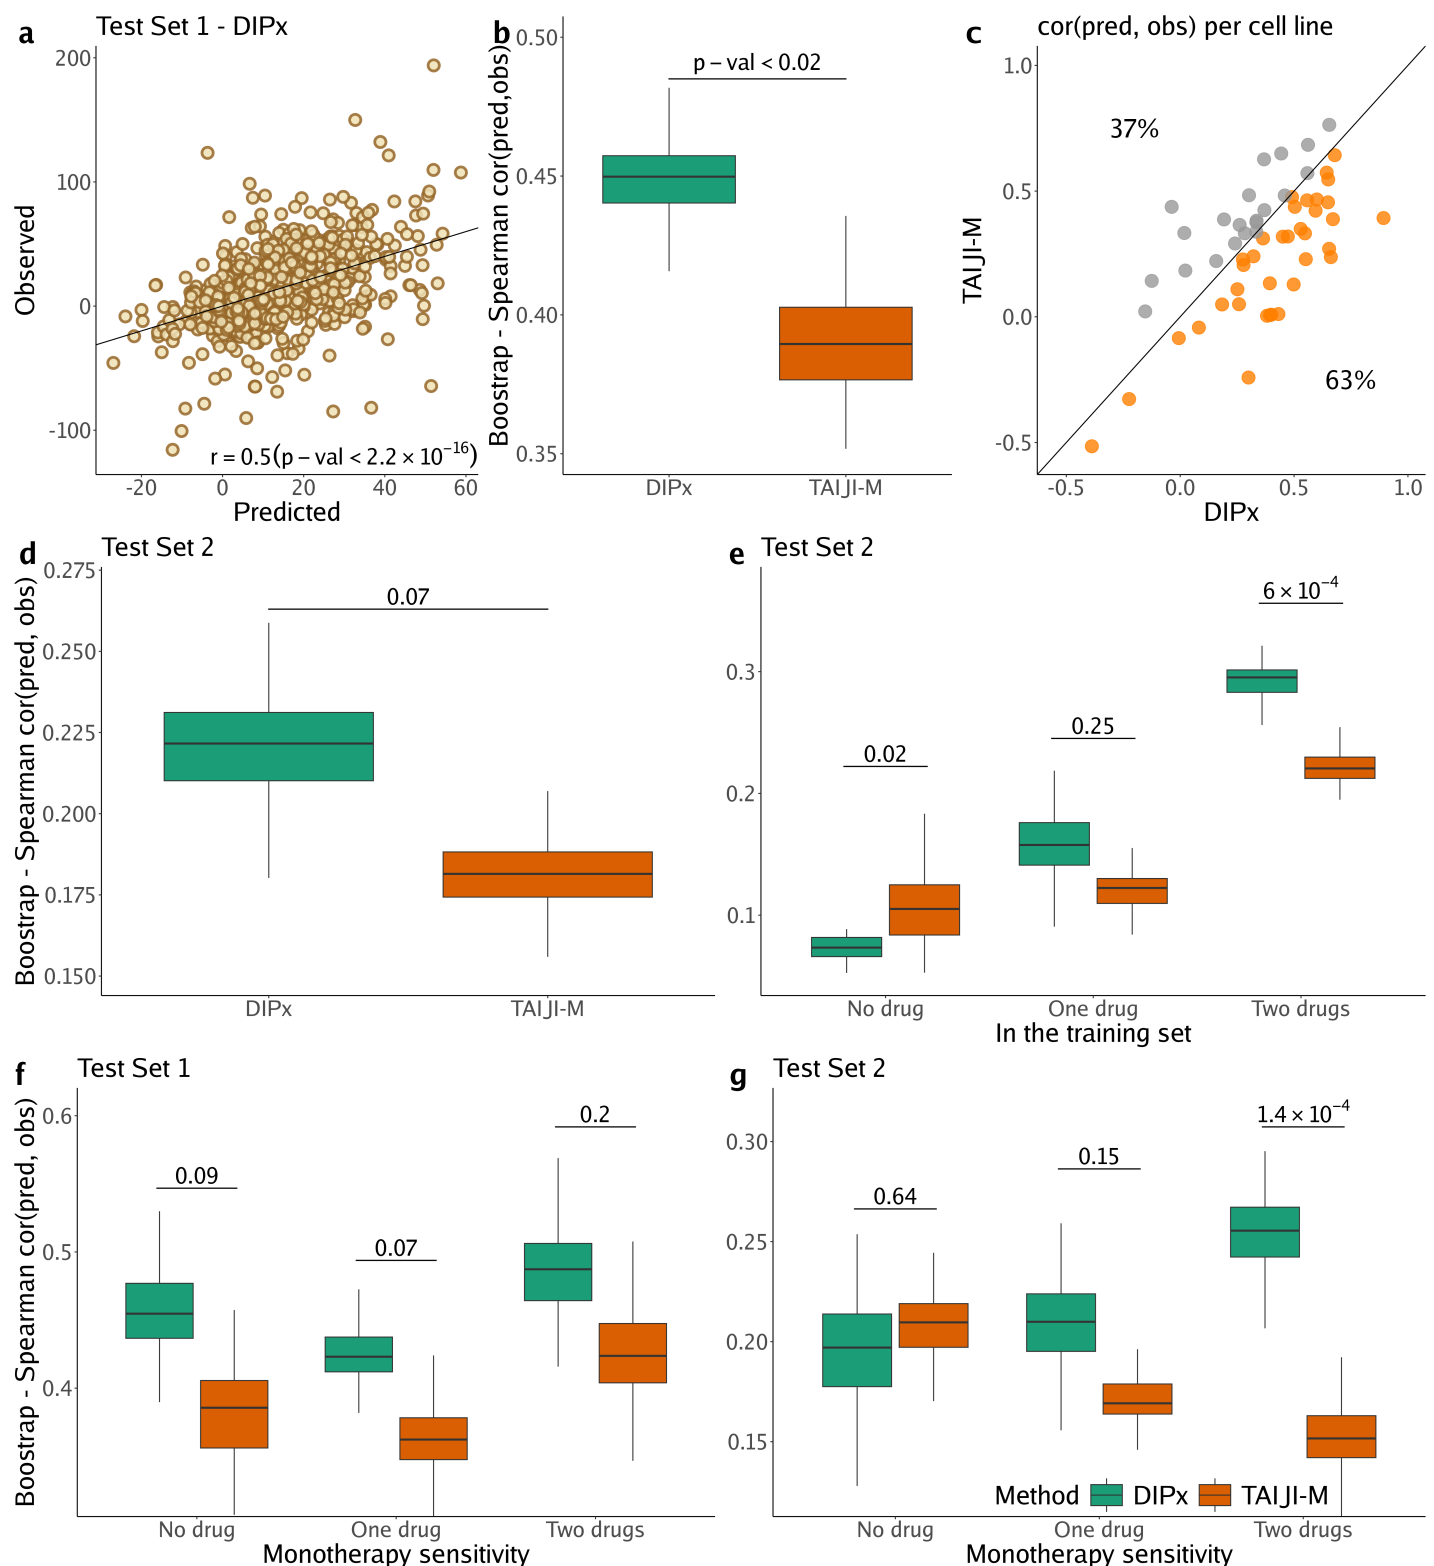 a
Test Set 1 - DIPx
Observed
200
100
0
-100
r = 0.5(p – val < 2.2 × 10⁻¹⁶)
-20 0 20 40 60
Predicted
b
Boostrap - Spearman cor(pred,obs)
0.50
0.45
0.40
0.35
p – val < 0.02
DIPx TAIJI-M
c
cor(pred, obs) per cell line
TAIJI-M
1.0
0.5
0.0
-0.5
37%
63%
-0.5 0.0 0.5 1.0
DIPx
d
Test Set 2
Boostrap - Spearman cor(pred, obs)
0.275
0.250
0.225
0.200
0.175
0.150
0.07
DIPx TAIJI-M
e
Test Set 2
0.3
0.2
0.1
0.02
0.25
6 × 10⁻⁴
No drug One drug Two drugs
In the training set
f
Test Set 1
Boostrap - Spearman cor(pred, obs)
0.6
0.5
0.4
0.09
0.07
0.2
No drug One drug Two drugs
Monotherapy sensitivity
g
Test Set 2
0.30
0.25
0.20
0.15
0.64
0.15
1.4 × 10⁻⁴
Method DIPx TAIJI-M
No drug One drug Two drugs
Monotherapy sensitivity